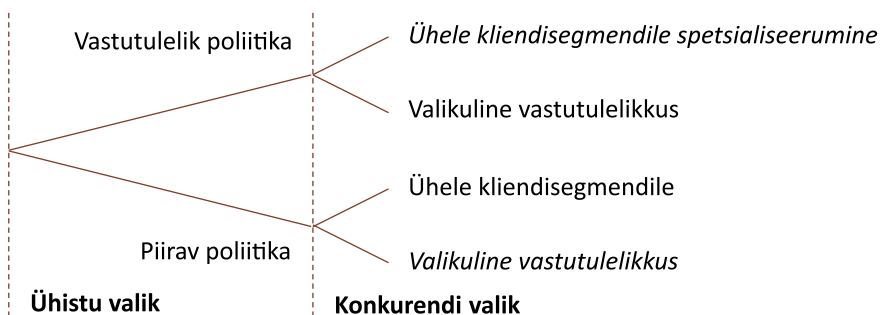 Vastutulelik poliitika
Ühele kliendisegmendile spetsialiseerumine
Valikuline vastutulelikkus
Ühele kliendisegmendile
Piirav poliitika
Valikuline vastutulelikkus
Ühistu valik
Konkurendi valik